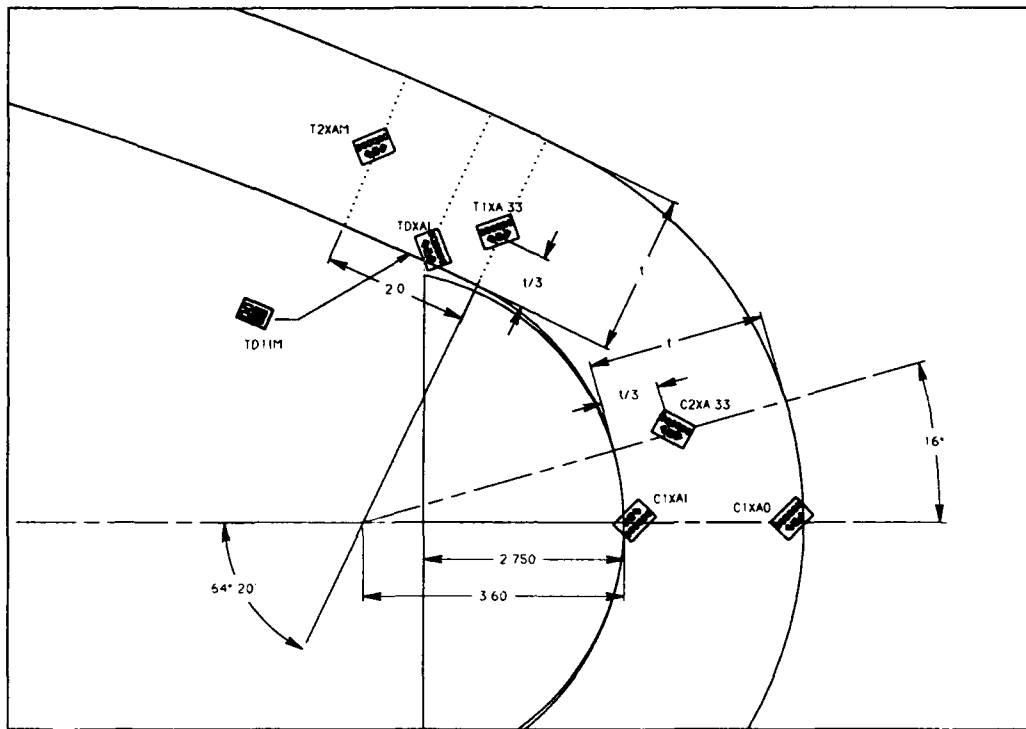 T2XAM
T1XA 33
TDXAI
t
t/3
2 0
TD11M
t
t/3
C2XA 33
16°
C1XAI
C1XAO
2 750
64° 20'
3 60